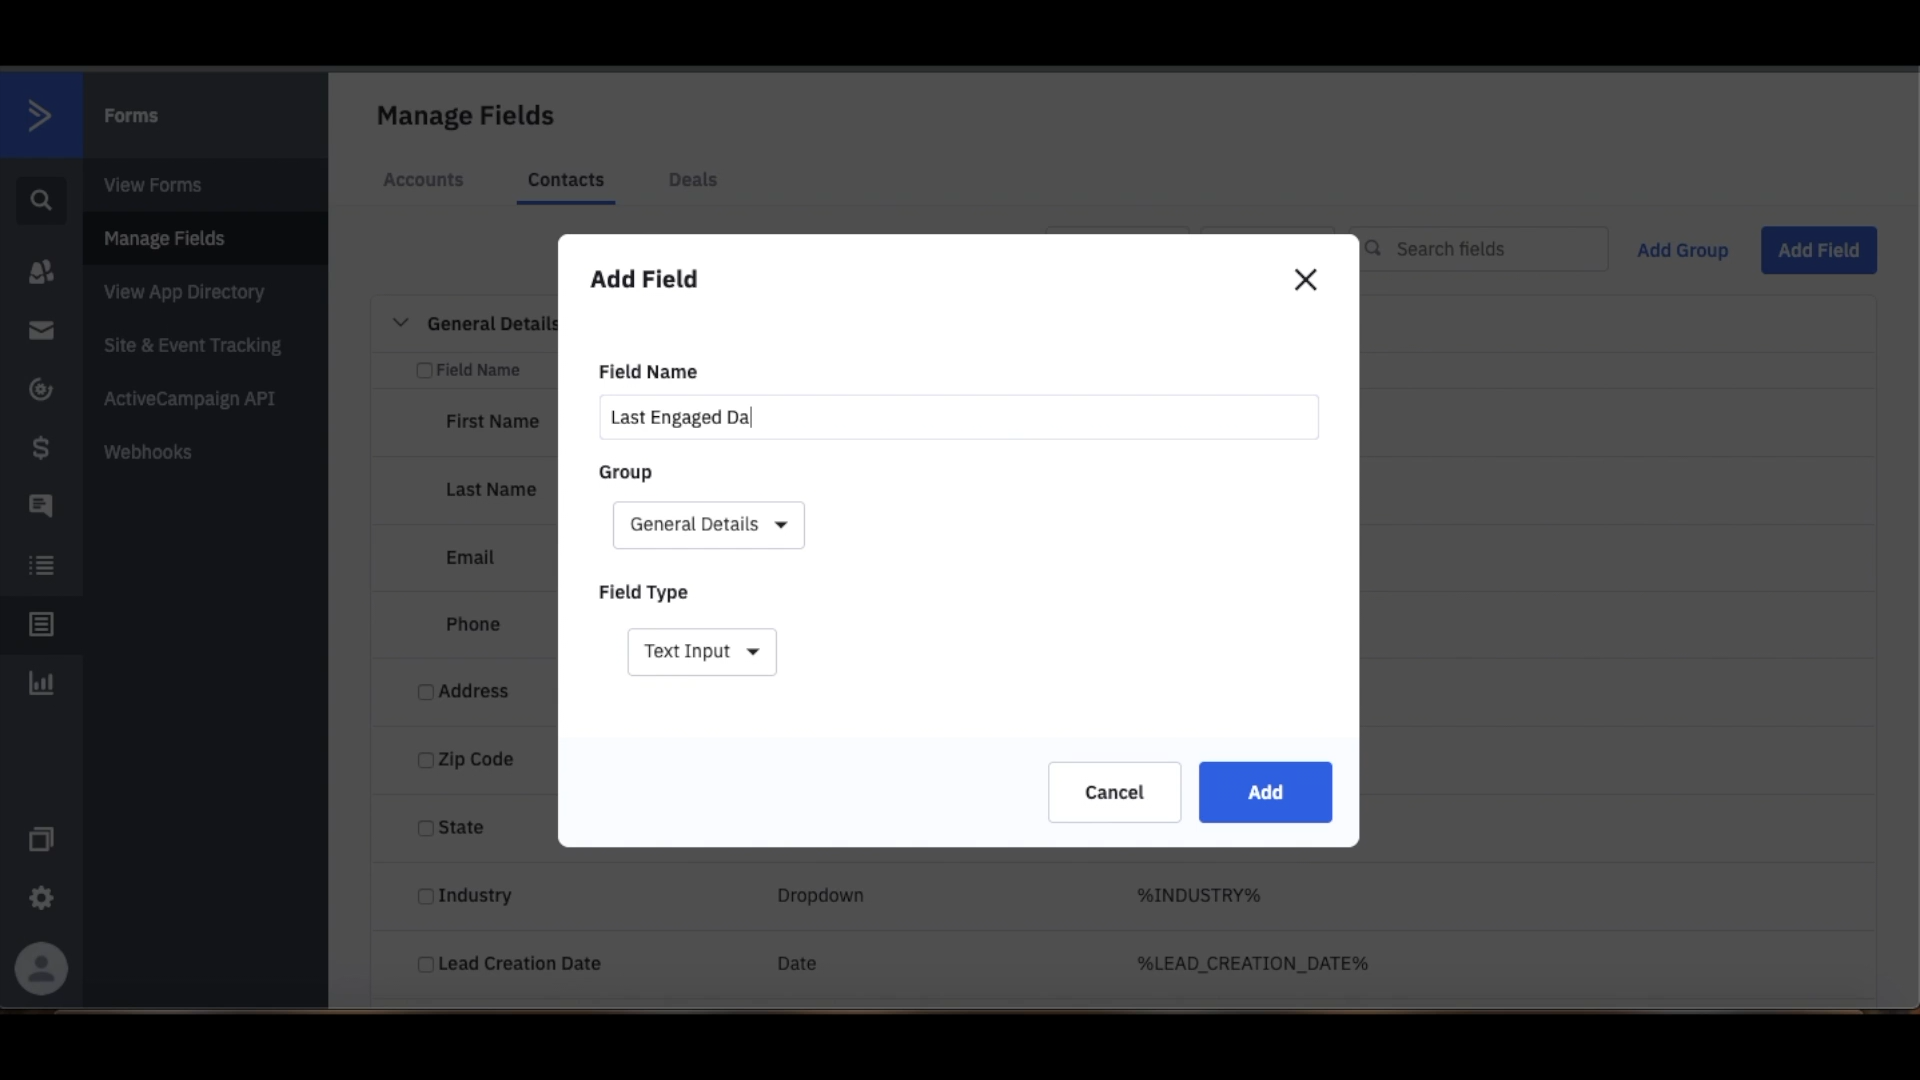 Forms
View Forms
Manage Fields
View App Directory
Site & Event Tracking
ActiveCampaign API
Webhooks
Manage Fields
Accounts Contacts Deals
Search fields Add Group Add Field
General Details
Field Name
First Name
Last Name
Email
Phone
Address
Zip Code
State
Industry Dropdown %INDUSTRY%
Lead Creation Date Date %LEAD_CREATION_DATE%
Add Field
Field Name
Last Engaged Da
Group
General Details
Field Type
Text Input
Cancel Add